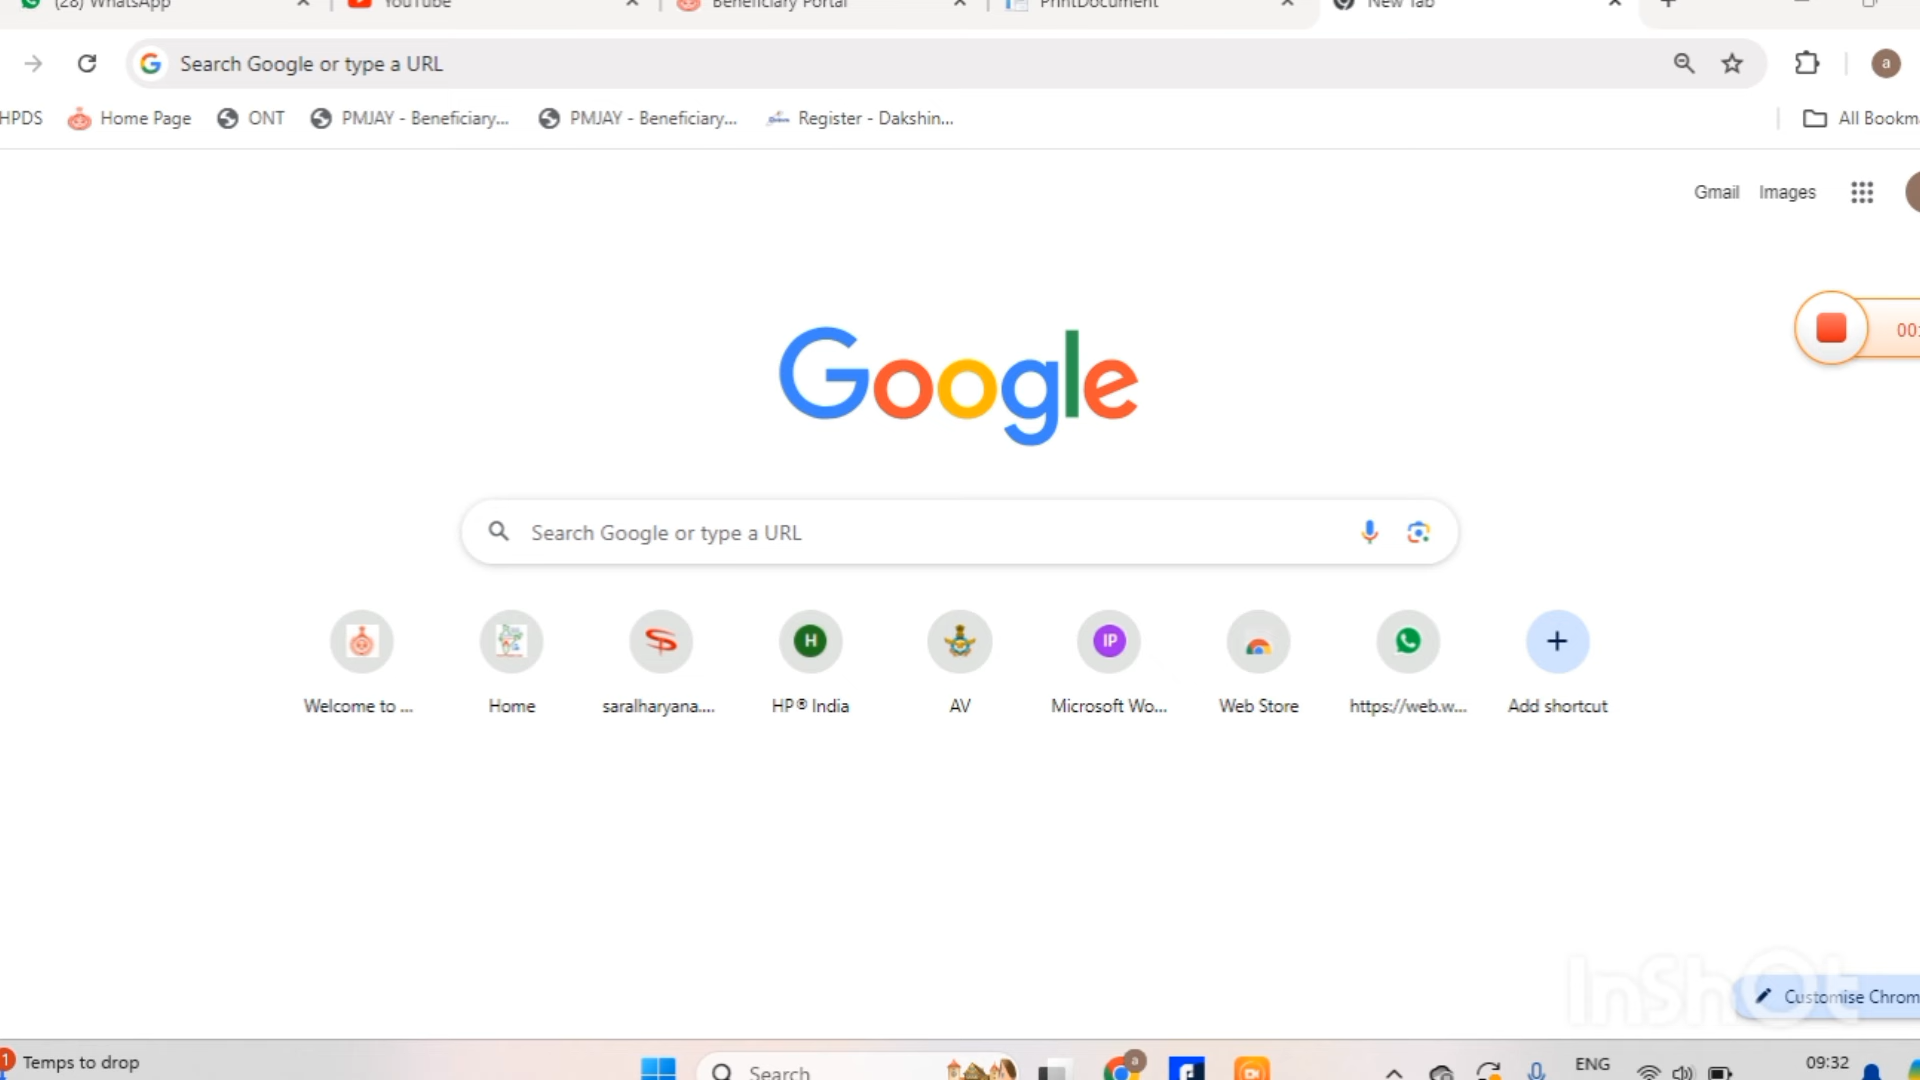 (28) WhatsApp
YouTube
Beneficiary Portal
PrintDocument
New Tab
Search Google or type a URL
HPDS
Home Page
ONT
PMJAY - Beneficiary...
PMJAY - Beneficiary...
Register - Dakshin...
All Bookm
Gmail
Images
00:
Google
Search Google or type a URL
Welcome to ...
Home
saralharyana....
H
HP® India
AV
IP
Microsoft Wo...
Web Store
https://web.w...
Add shortcut
InShOt
Customise Chrom
1
Temps to drop
Search
ENG
09:32